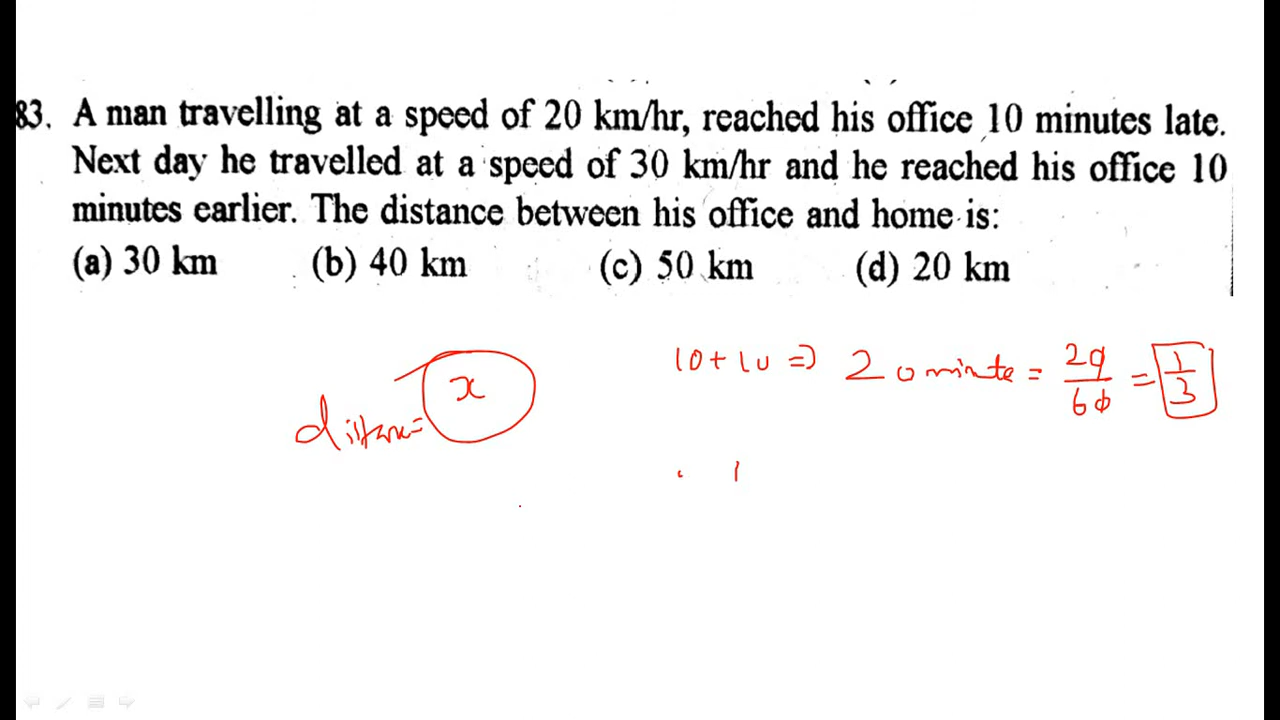 83. A man travelling at a speed of 20 km/hr, reached his office 10 minutes late.
Next day he travelled at a speed of 30 km/hr and he reached his office 10
minutes earlier. The distance between his office and home is:
(a) 30 km (b) 40 km (c) 50 km (d) 20 km
10 + 10 => 20 minute = 20/60 = 1/3
distance = x